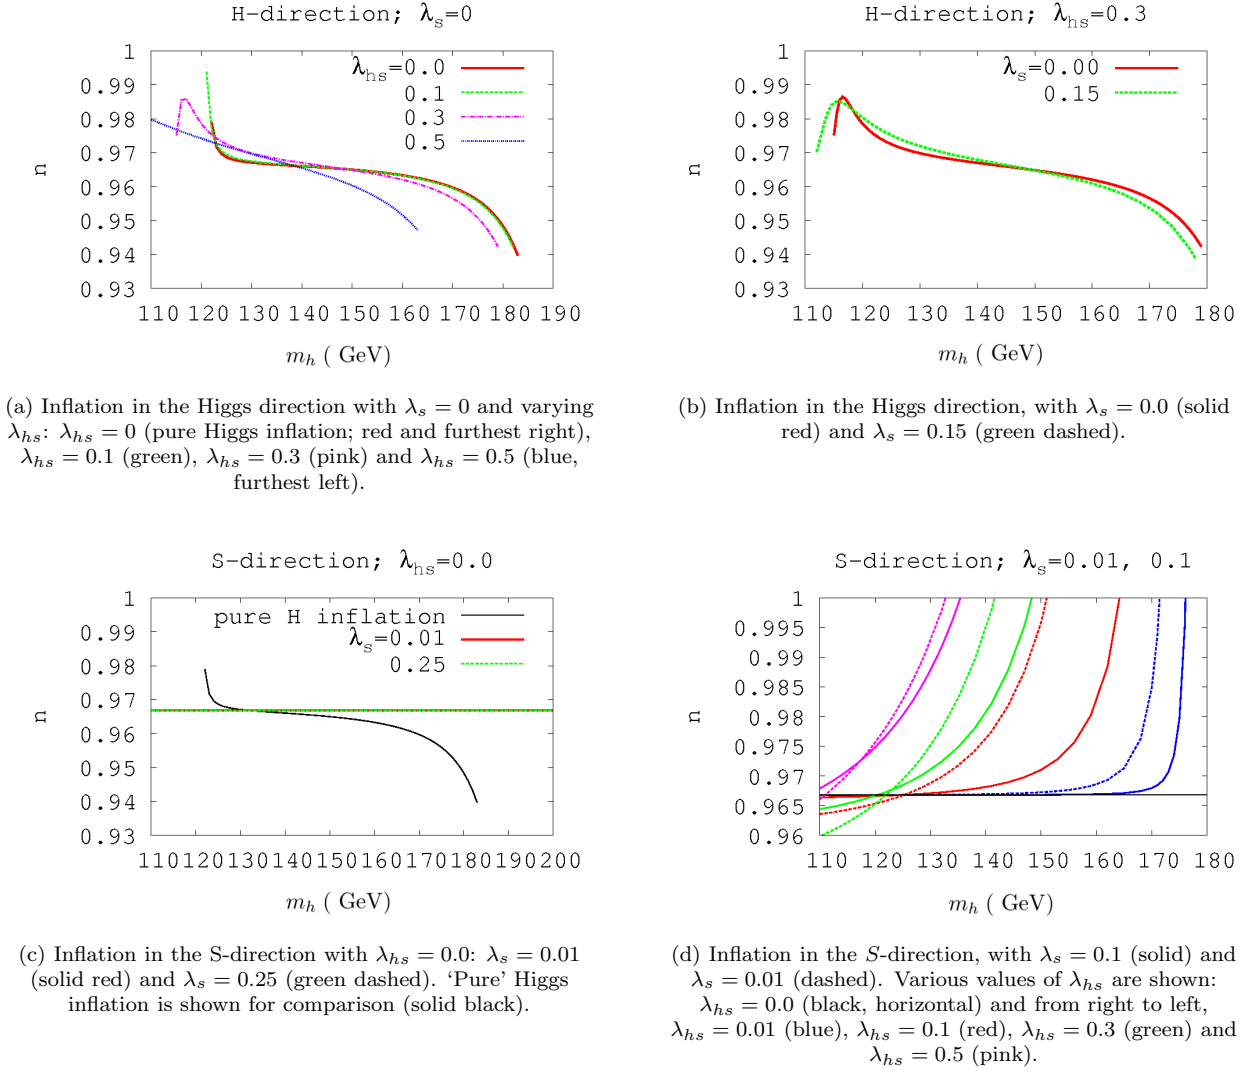 H-direction; λs=0
1
0.99
0.98
0.97
0.96
0.95
0.94
0.93
n
λhs=0.0
0.1
0.3
0.5
110 120 130 140 150 160 170 180 190
mh ( GeV)
(a) Inflation in the Higgs direction with λs = 0 and varying
λhs: λhs = 0 (pure Higgs inflation; red and furthest right),
λhs = 0.1 (green), λhs = 0.3 (pink) and λhs = 0.5 (blue,
furthest left).
H-direction; λhs=0.3
1
0.99
0.98
0.97
0.96
0.95
0.94
0.93
n
λs=0.00
0.15
110 120 130 140 150 160 170 180
mh ( GeV)
(b) Inflation in the Higgs direction, with λs = 0.0 (solid
red) and λs = 0.15 (green dashed).
S-direction; λhs=0.0
1
0.99
0.98
0.97
0.96
0.95
0.94
0.93
n
pure H inflation
λs=0.01
0.25
110 120 130 140 150 160 170 180 190 200
mh ( GeV)
(c) Inflation in the S-direction with λhs = 0.0: λs = 0.01
(solid red) and λs = 0.25 (green dashed). ‘Pure’ Higgs
inflation is shown for comparison (solid black).
S-direction; λs=0.01, 0.1
1
0.995
0.99
0.985
0.98
0.975
0.97
0.965
0.96
n
110 120 130 140 150 160 170 180
mh ( GeV)
(d) Inflation in the S-direction, with λs = 0.1 (solid) and
λs = 0.01 (dashed). Various values of λhs are shown:
λhs = 0.0 (black, horizontal) and from right to left,
λhs = 0.01 (blue), λhs = 0.1 (red), λhs = 0.3 (green) and
λhs = 0.5 (pink).